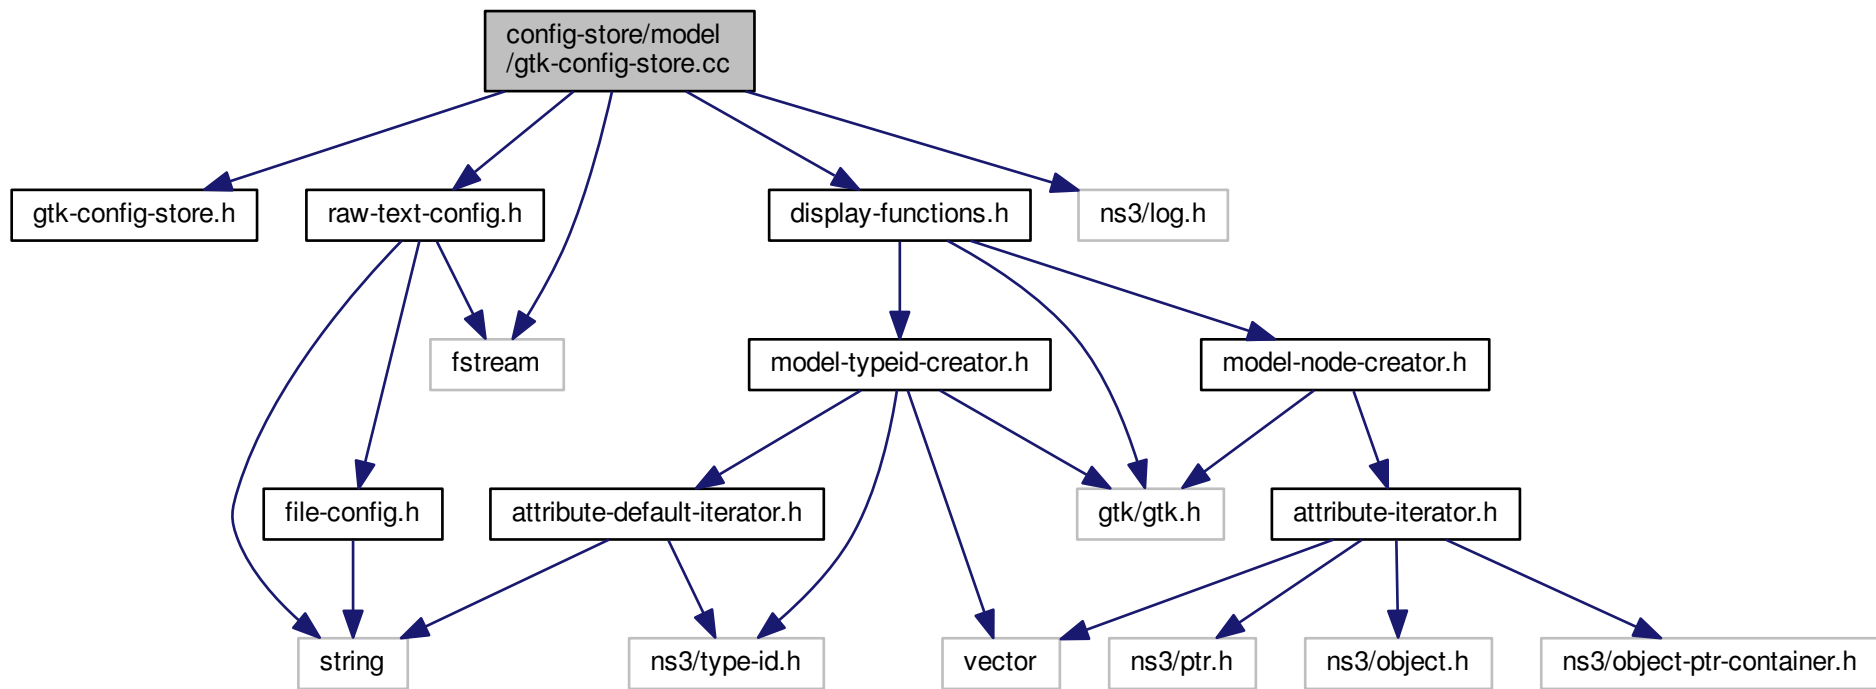 config-store/model
/gtk-config-store.cc
gtk-config-store.h
raw-text-config.h
display-functions.h
ns3/log.h
fstream
model-typeid-creator.h
model-node-creator.h
file-config.h
attribute-default-iterator.h
gtk/gtk.h
attribute-iterator.h
string
ns3/type-id.h
vector
ns3/ptr.h
ns3/object.h
ns3/object-ptr-container.h